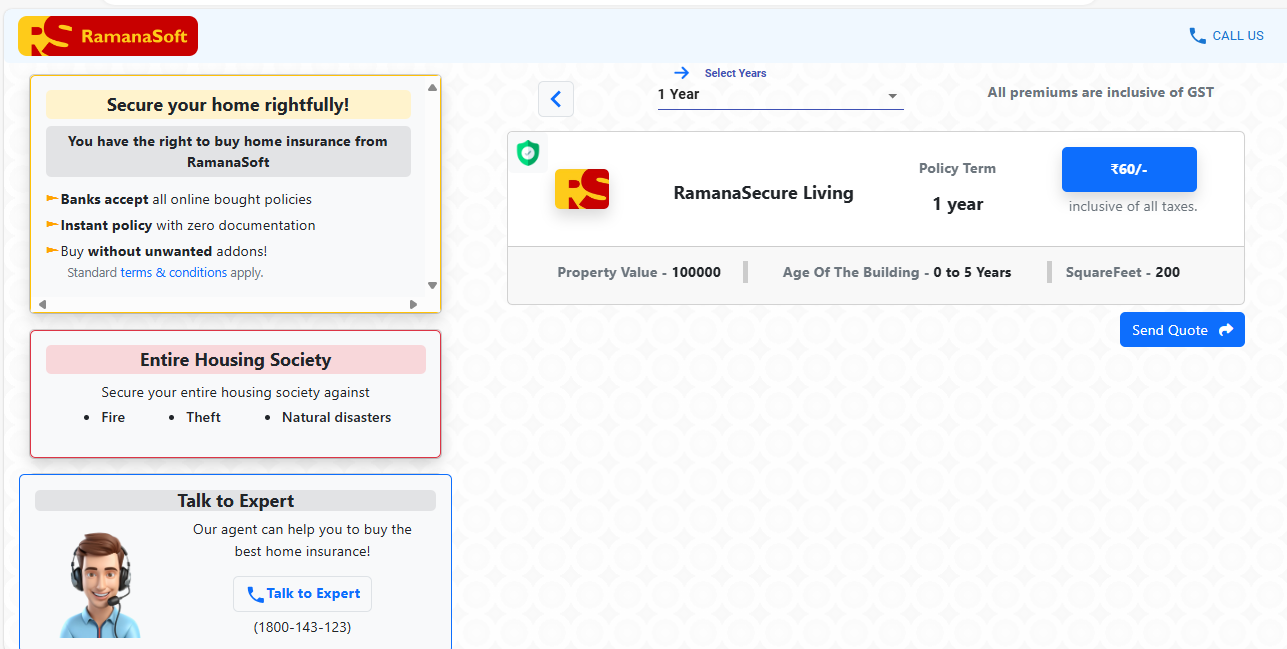 RS RamanaSoft
CALL US
Secure your home rightfully!
You have the right to buy home insurance from
RamanaSoft
Banks accept all online bought policies
Instant policy with zero documentation
Buy without unwanted addons!
Standard terms & conditions apply.
Entire Housing Society
Secure your entire housing society against
• Fire • Theft • Natural disasters
Talk to Expert
Our agent can help you to buy the
best home insurance!
Talk to Expert
(1800-143-123)
Select Years
1 Year
All premiums are inclusive of GST
RS
RamanaSecure Living
Policy Term
1 year
₹60/-
inclusive of all taxes.
Property Value - 100000
Age Of The Building - 0 to 5 Years
SquareFeet - 200
Send Quote